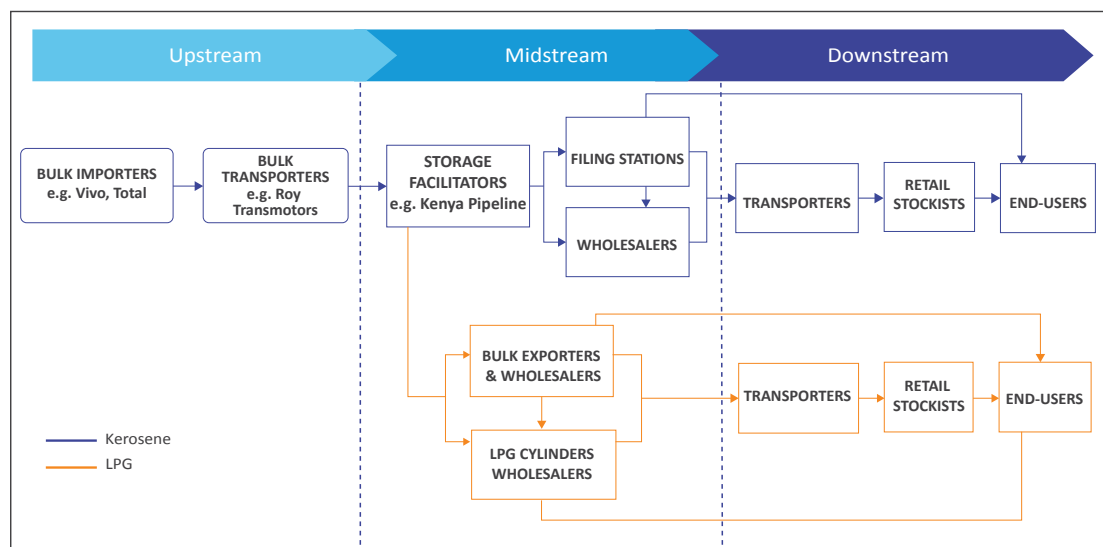 Upstream
Midstream
Downstream
BULK IMPORTERS
e.g. Vivo, Total
BULK
TRANSPORTERS
e.g. Roy
Transmotors
STORAGE
FACILITATORS
e.g. Kenya Pipeline
FILING STATIONS
WHOLESALERS
TRANSPORTERS
RETAIL
STOCKISTS
END-USERS
BULK EXPORTERS
& WHOLESALERS
LPG CYLINDERS
WHOLESALERS
TRANSPORTERS
RETAIL
STOCKISTS
END-USERS
Kerosene
LPG